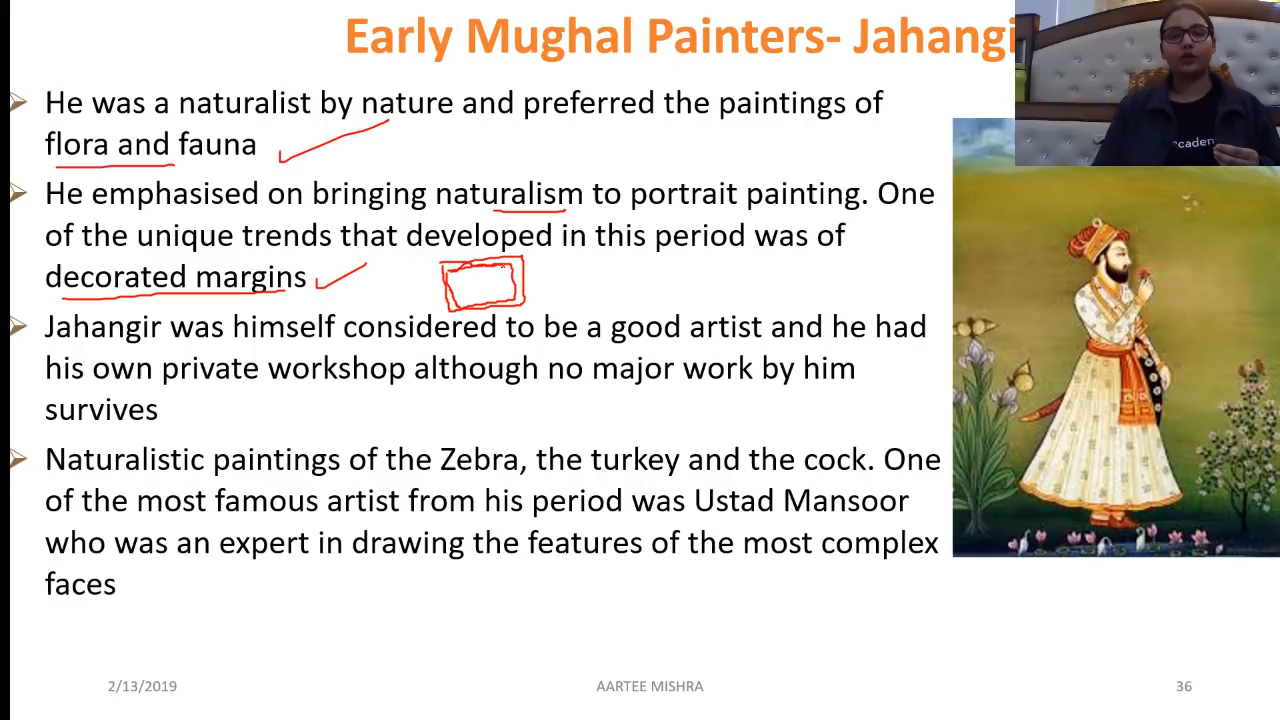 Early Mughal Painters- Jahangi
He was a naturalist by nature and preferred the paintings of
flora and fauna
He emphasised on bringing naturalism to portrait painting. One
of the unique trends that developed in this period was of
decorated margins
Jahangir was himself considered to be a good artist and he had
his own private workshop although no major work by him
survives
Naturalistic paintings of the Zebra, the turkey and the cock. One
of the most famous artist from his period was Ustad Mansoor
who was an expert in drawing the features of the most complex
faces
2/13/2019
AARTEE MISHRA
36